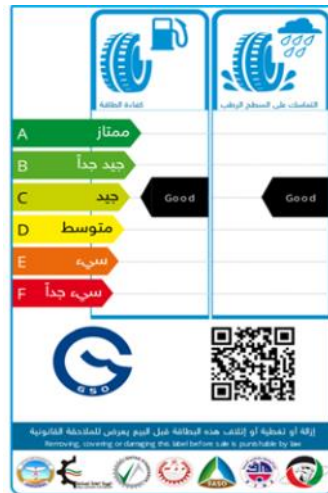 كفاءة الطاقة
التماسك على السطح الرطب
A ممتاز
B جيد جداً
C جيد Good Good
D متوسط
E سيء
F سيء جداً
GSO
إزالة أو تغطية أو إتلاف هذه البطاقة قبل البيع يعرض للملاحقة القانونية
Removing, covering or damaging this label before sale is punishable by law
SASO